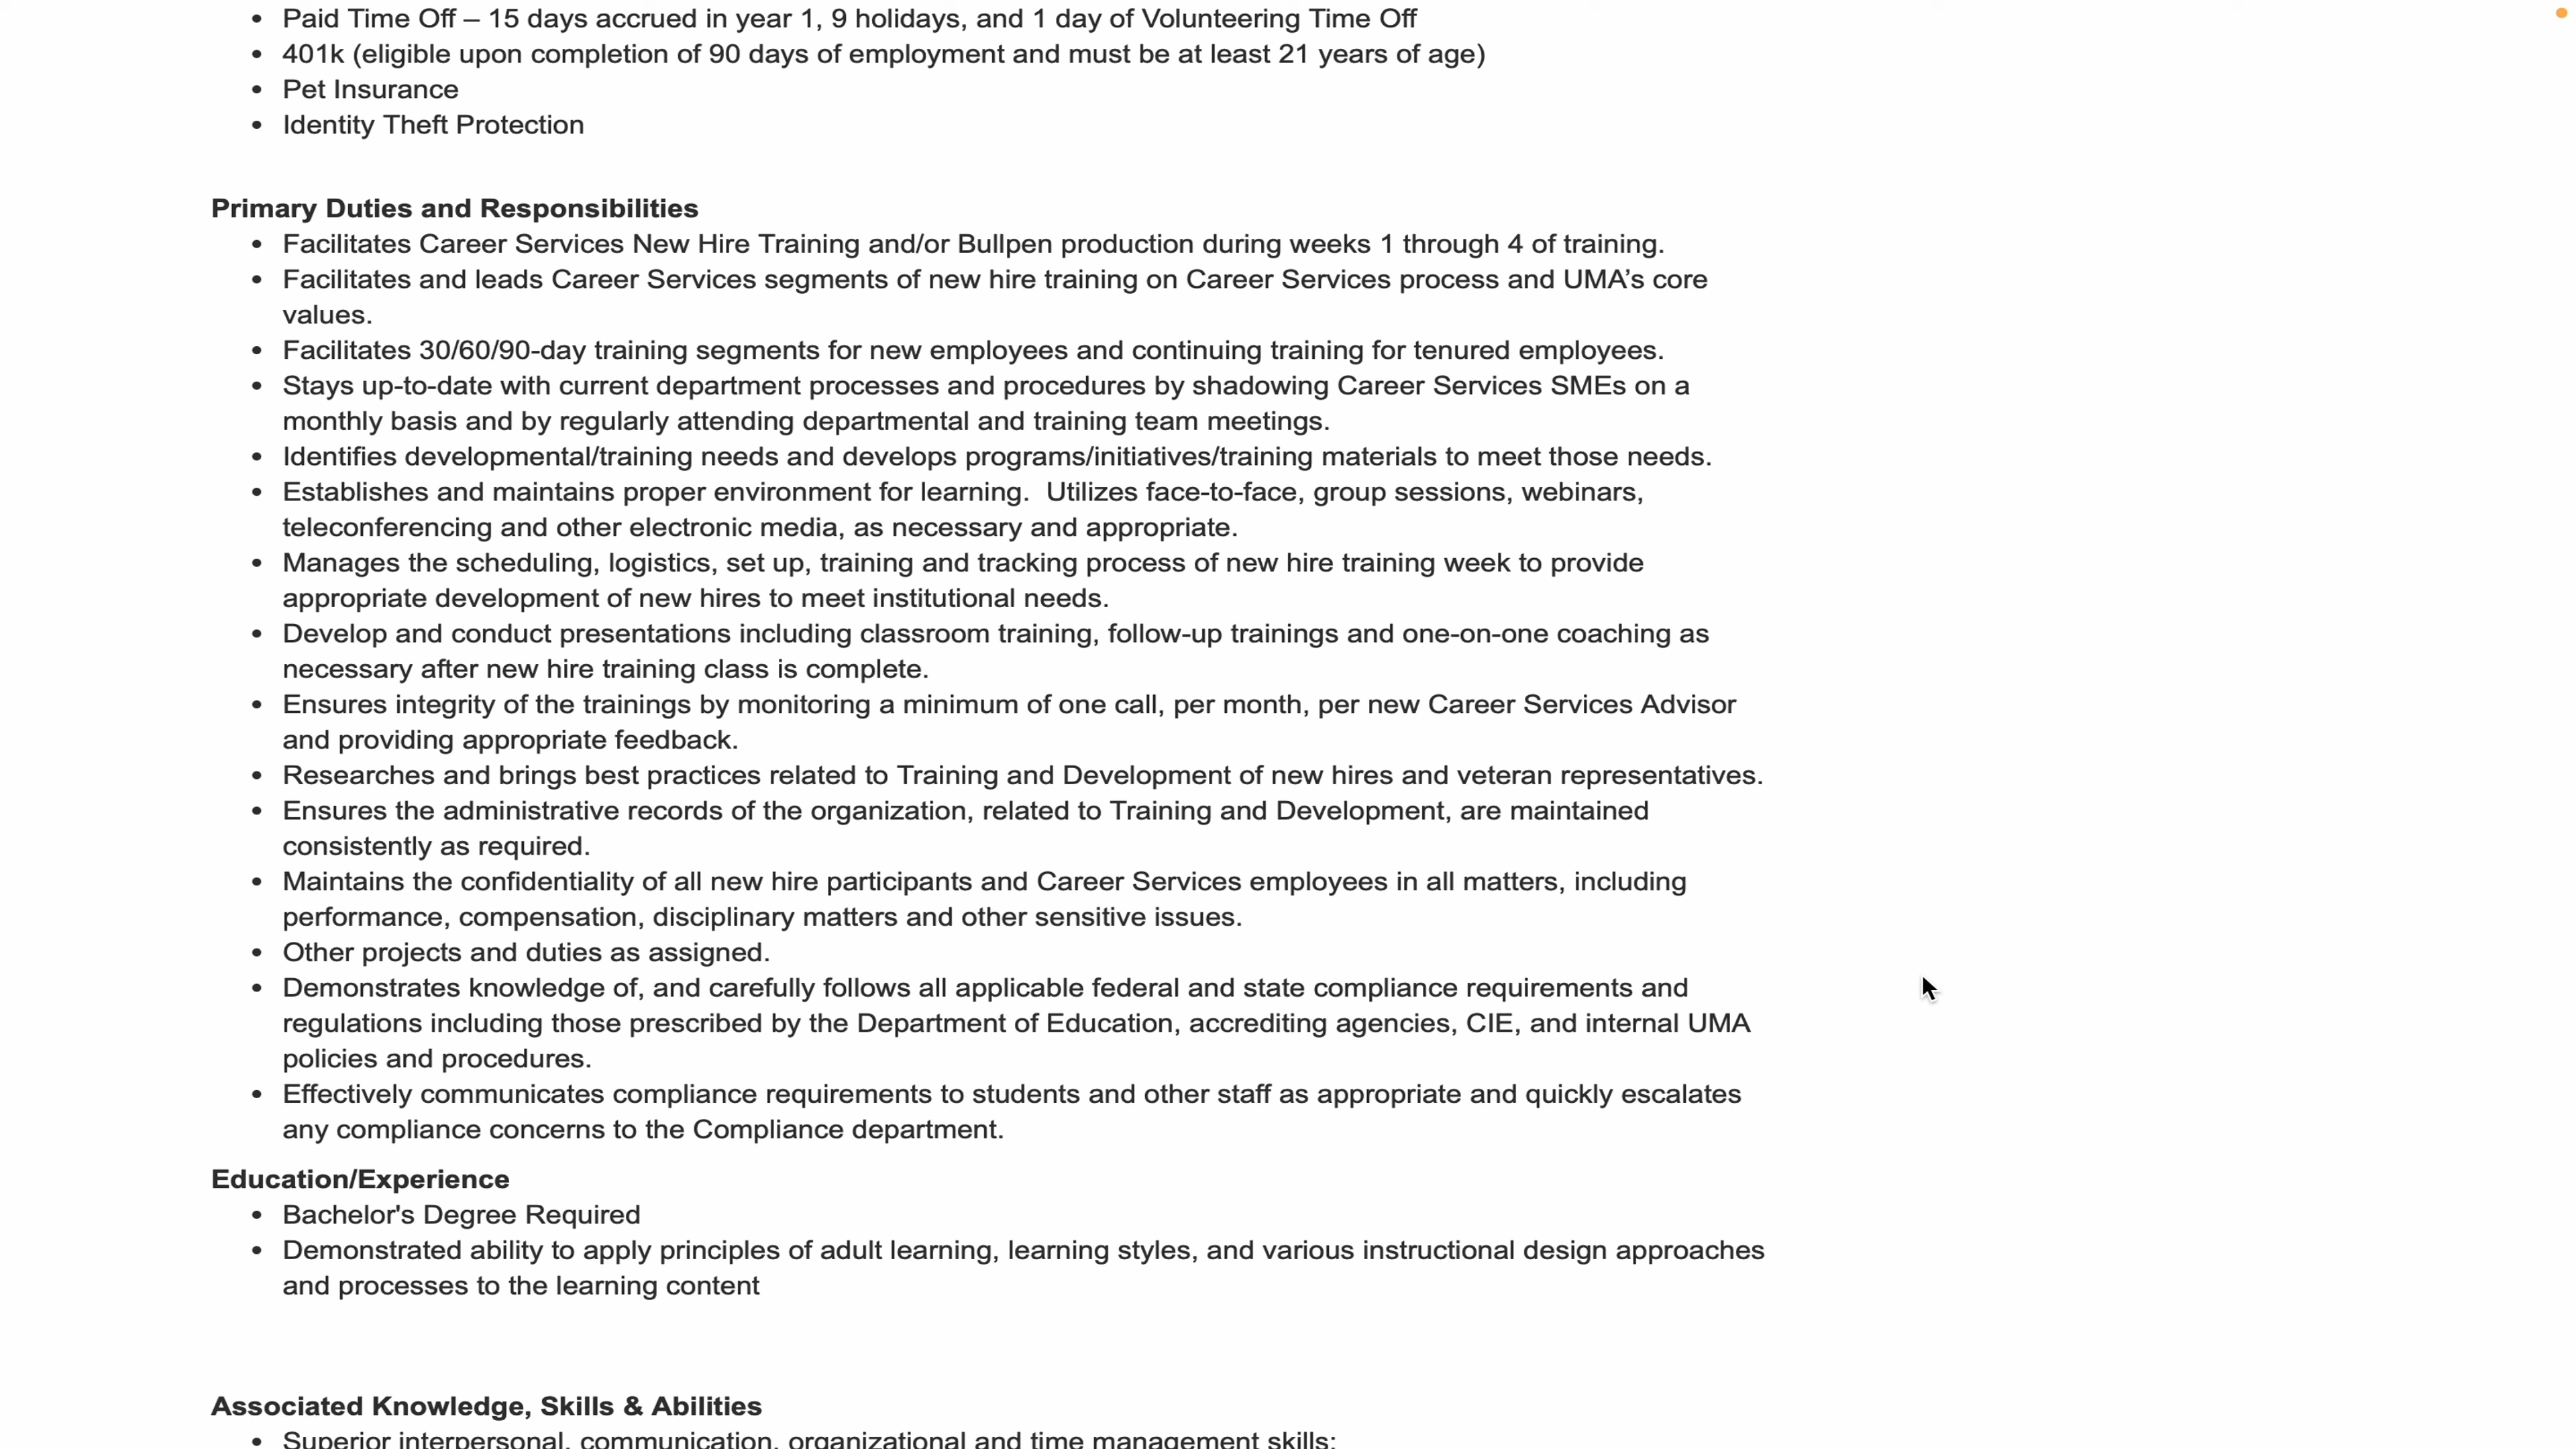 • Paid Time Off – 15 days accrued in year 1, 9 holidays, and 1 day of Volunteering Time Off
• 401k (eligible upon completion of 90 days of employment and must be at least 21 years of age)
• Pet Insurance
• Identity Theft Protection
Primary Duties and Responsibilities
• Facilitates Career Services New Hire Training and/or Bullpen production during weeks 1 through 4 of training.
• Facilitates and leads Career Services segments of new hire training on Career Services process and UMA’s core
values.
• Facilitates 30/60/90-day training segments for new employees and continuing training for tenured employees.
• Stays up-to-date with current department processes and procedures by shadowing Career Services SMEs on a
monthly basis and by regularly attending departmental and training team meetings.
• Identifies developmental/training needs and develops programs/initiatives/training materials to meet those needs.
• Establishes and maintains proper environment for learning.  Utilizes face-to-face, group sessions, webinars,
teleconferencing and other electronic media, as necessary and appropriate.
• Manages the scheduling, logistics, set up, training and tracking process of new hire training week to provide
appropriate development of new hires to meet institutional needs.
• Develop and conduct presentations including classroom training, follow-up trainings and one-on-one coaching as
necessary after new hire training class is complete.
• Ensures integrity of the trainings by monitoring a minimum of one call, per month, per new Career Services Advisor
and providing appropriate feedback.
• Researches and brings best practices related to Training and Development of new hires and veteran representatives.
• Ensures the administrative records of the organization, related to Training and Development, are maintained
consistently as required.
• Maintains the confidentiality of all new hire participants and Career Services employees in all matters, including
performance, compensation, disciplinary matters and other sensitive issues.
• Other projects and duties as assigned.
• Demonstrates knowledge of, and carefully follows all applicable federal and state compliance requirements and
regulations including those prescribed by the Department of Education, accrediting agencies, CIE, and internal UMA
policies and procedures.
• Effectively communicates compliance requirements to students and other staff as appropriate and quickly escalates
any compliance concerns to the Compliance department.
Education/Experience
• Bachelor's Degree Required
• Demonstrated ability to apply principles of adult learning, learning styles, and various instructional design approaches
and processes to the learning content
Associated Knowledge, Skills & Abilities
• Superior interpersonal, communication, organizational and time management skills;